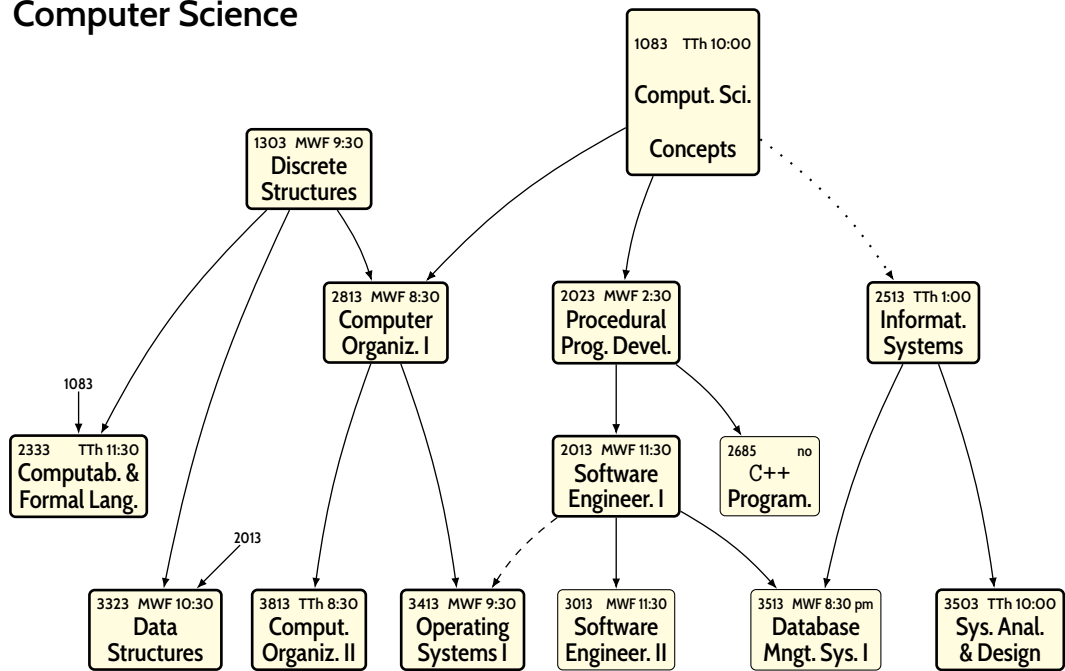 Computer Science
1083 TTh 10:00
Comput. Sci.
Concepts
1303 MWF 9:30
Discrete
Structures
2813 MWF 8:30
Computer
Organiz. I
2023 MWF 2:30
Procedural
Prog. Devel.
2513 TTh 1:00
Informat.
Systems
1083
2333 TTh 11:30
Computab. &
Formal Lang.
2013 MWF 11:30
Software
Engineer. I
2685 no
C++
Program.
2013
3323 MWF 10:30
Data
Structures
3813 TTh 8:30
Comput.
Organiz. II
3413 MWF 9:30
Operating
Systems I
3013 MWF 11:30
Software
Engineer. II
3513 MWF 8:30 pm
Database
Mngt. Sys. I
3503 TTh 10:00
Sys. Anal.
& Design